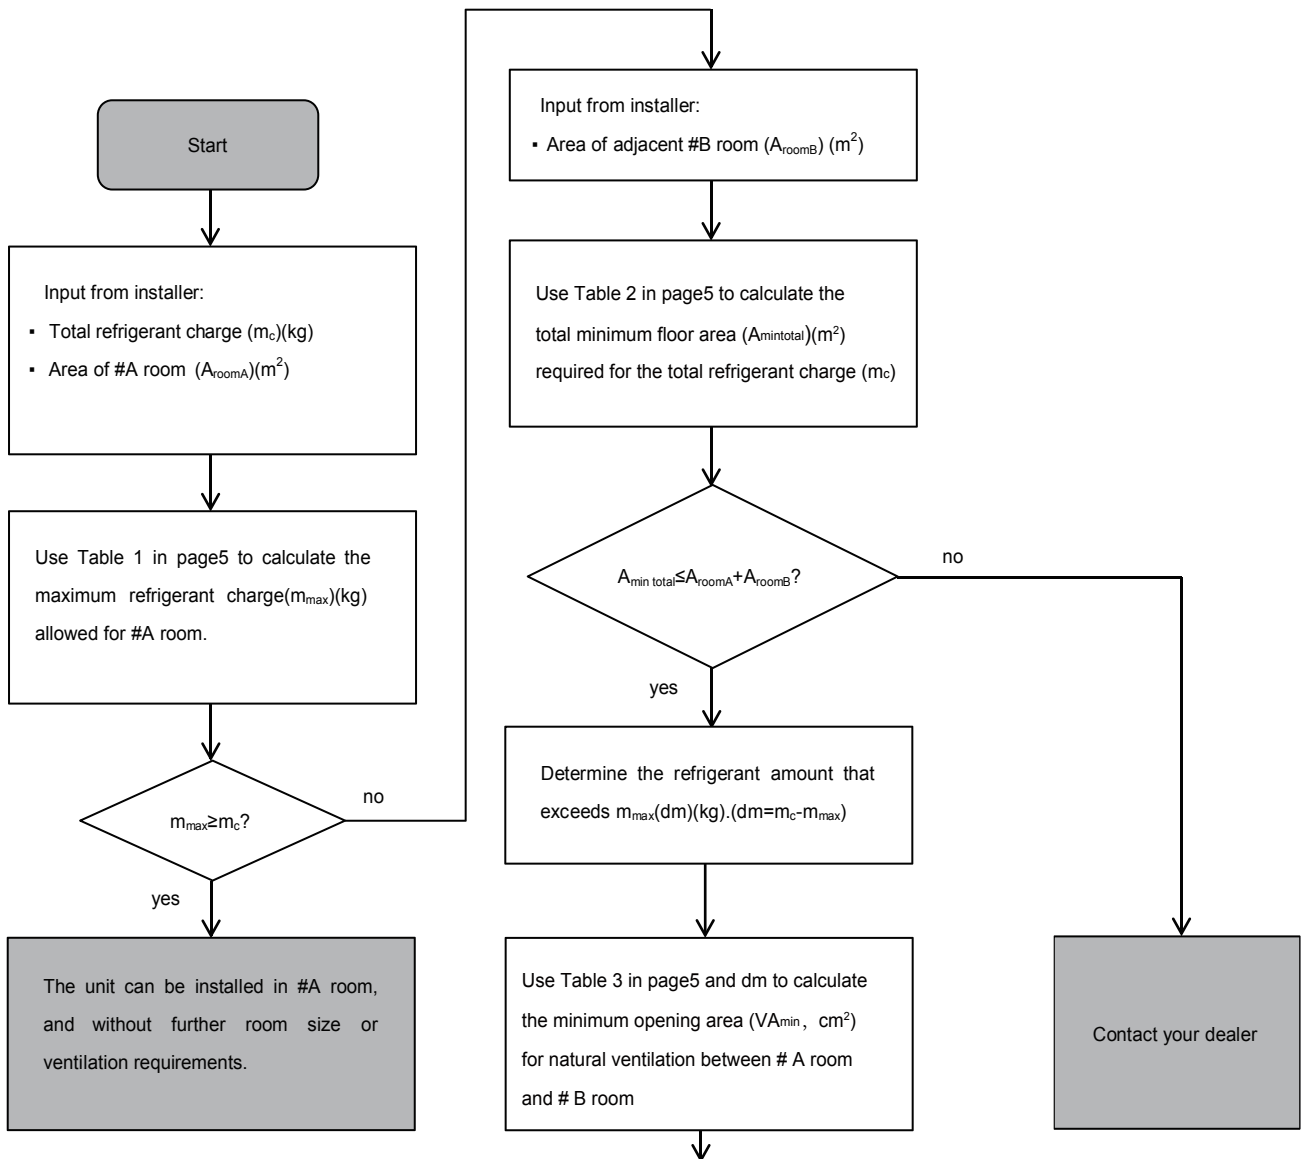 Start
Input from installer:
▪ Total refrigerant charge (mc)(kg)
▪ Area of #A room (AroomA)(m²)
Use Table 1 in page5 to calculate the
maximum refrigerant charge(mmax)(kg)
allowed for #A room.
mmax≥mc?
no
yes
The unit can be installed in #A room,
and without further room size or
ventilation requirements.
Input from installer:
▪ Area of adjacent #B room (AroomB) (m²)
Use Table 2 in page5 to calculate the
total minimum floor area (Amintotal)(m²)
required for the total refrigerant charge (mc)
Amin total≤AroomA+AroomB?
no
yes
Determine the refrigerant amount that
exceeds mmax(dm)(kg).(dm=mc-mmax)
Use Table 3 in page5 and dm to calculate
the minimum opening area (VAmin, cm²)
for natural ventilation between # A room
and # B room
Contact your dealer